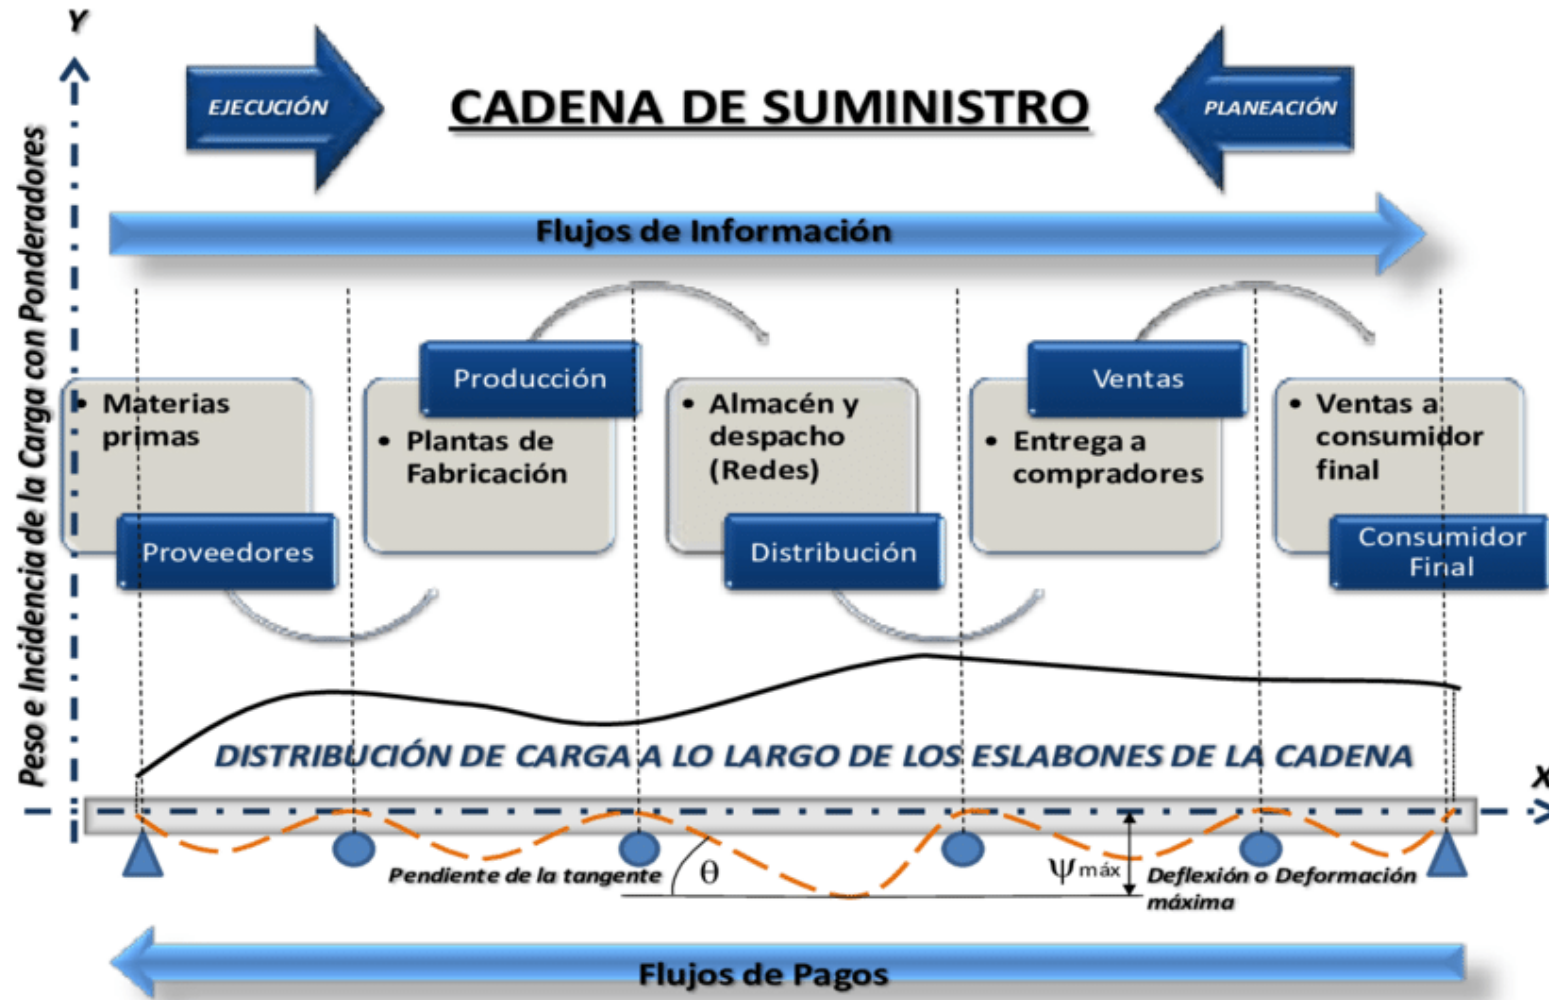 Y
EJECUCIÓN
CADENA DE SUMINISTRO
PLANEACIÓN
Peso e Incidencia de la Carga con Ponderadores
Flujos de Información
• Materias
primas
Proveedores
Producción
• Plantas de
Fabricación
• Almacén y
despacho
(Redes)
Distribución
Ventas
• Entrega a
compradores
• Ventas a
consumidor
final
Consumidor
Final
DISTRIBUCIÓN DE CARGA A LO LARGO DE LOS ESLABONES DE LA CADENA
X
Pendiente de la tangente
θ
Ψmáx
Deflexión o Deformación
máxima
Flujos de Pagos